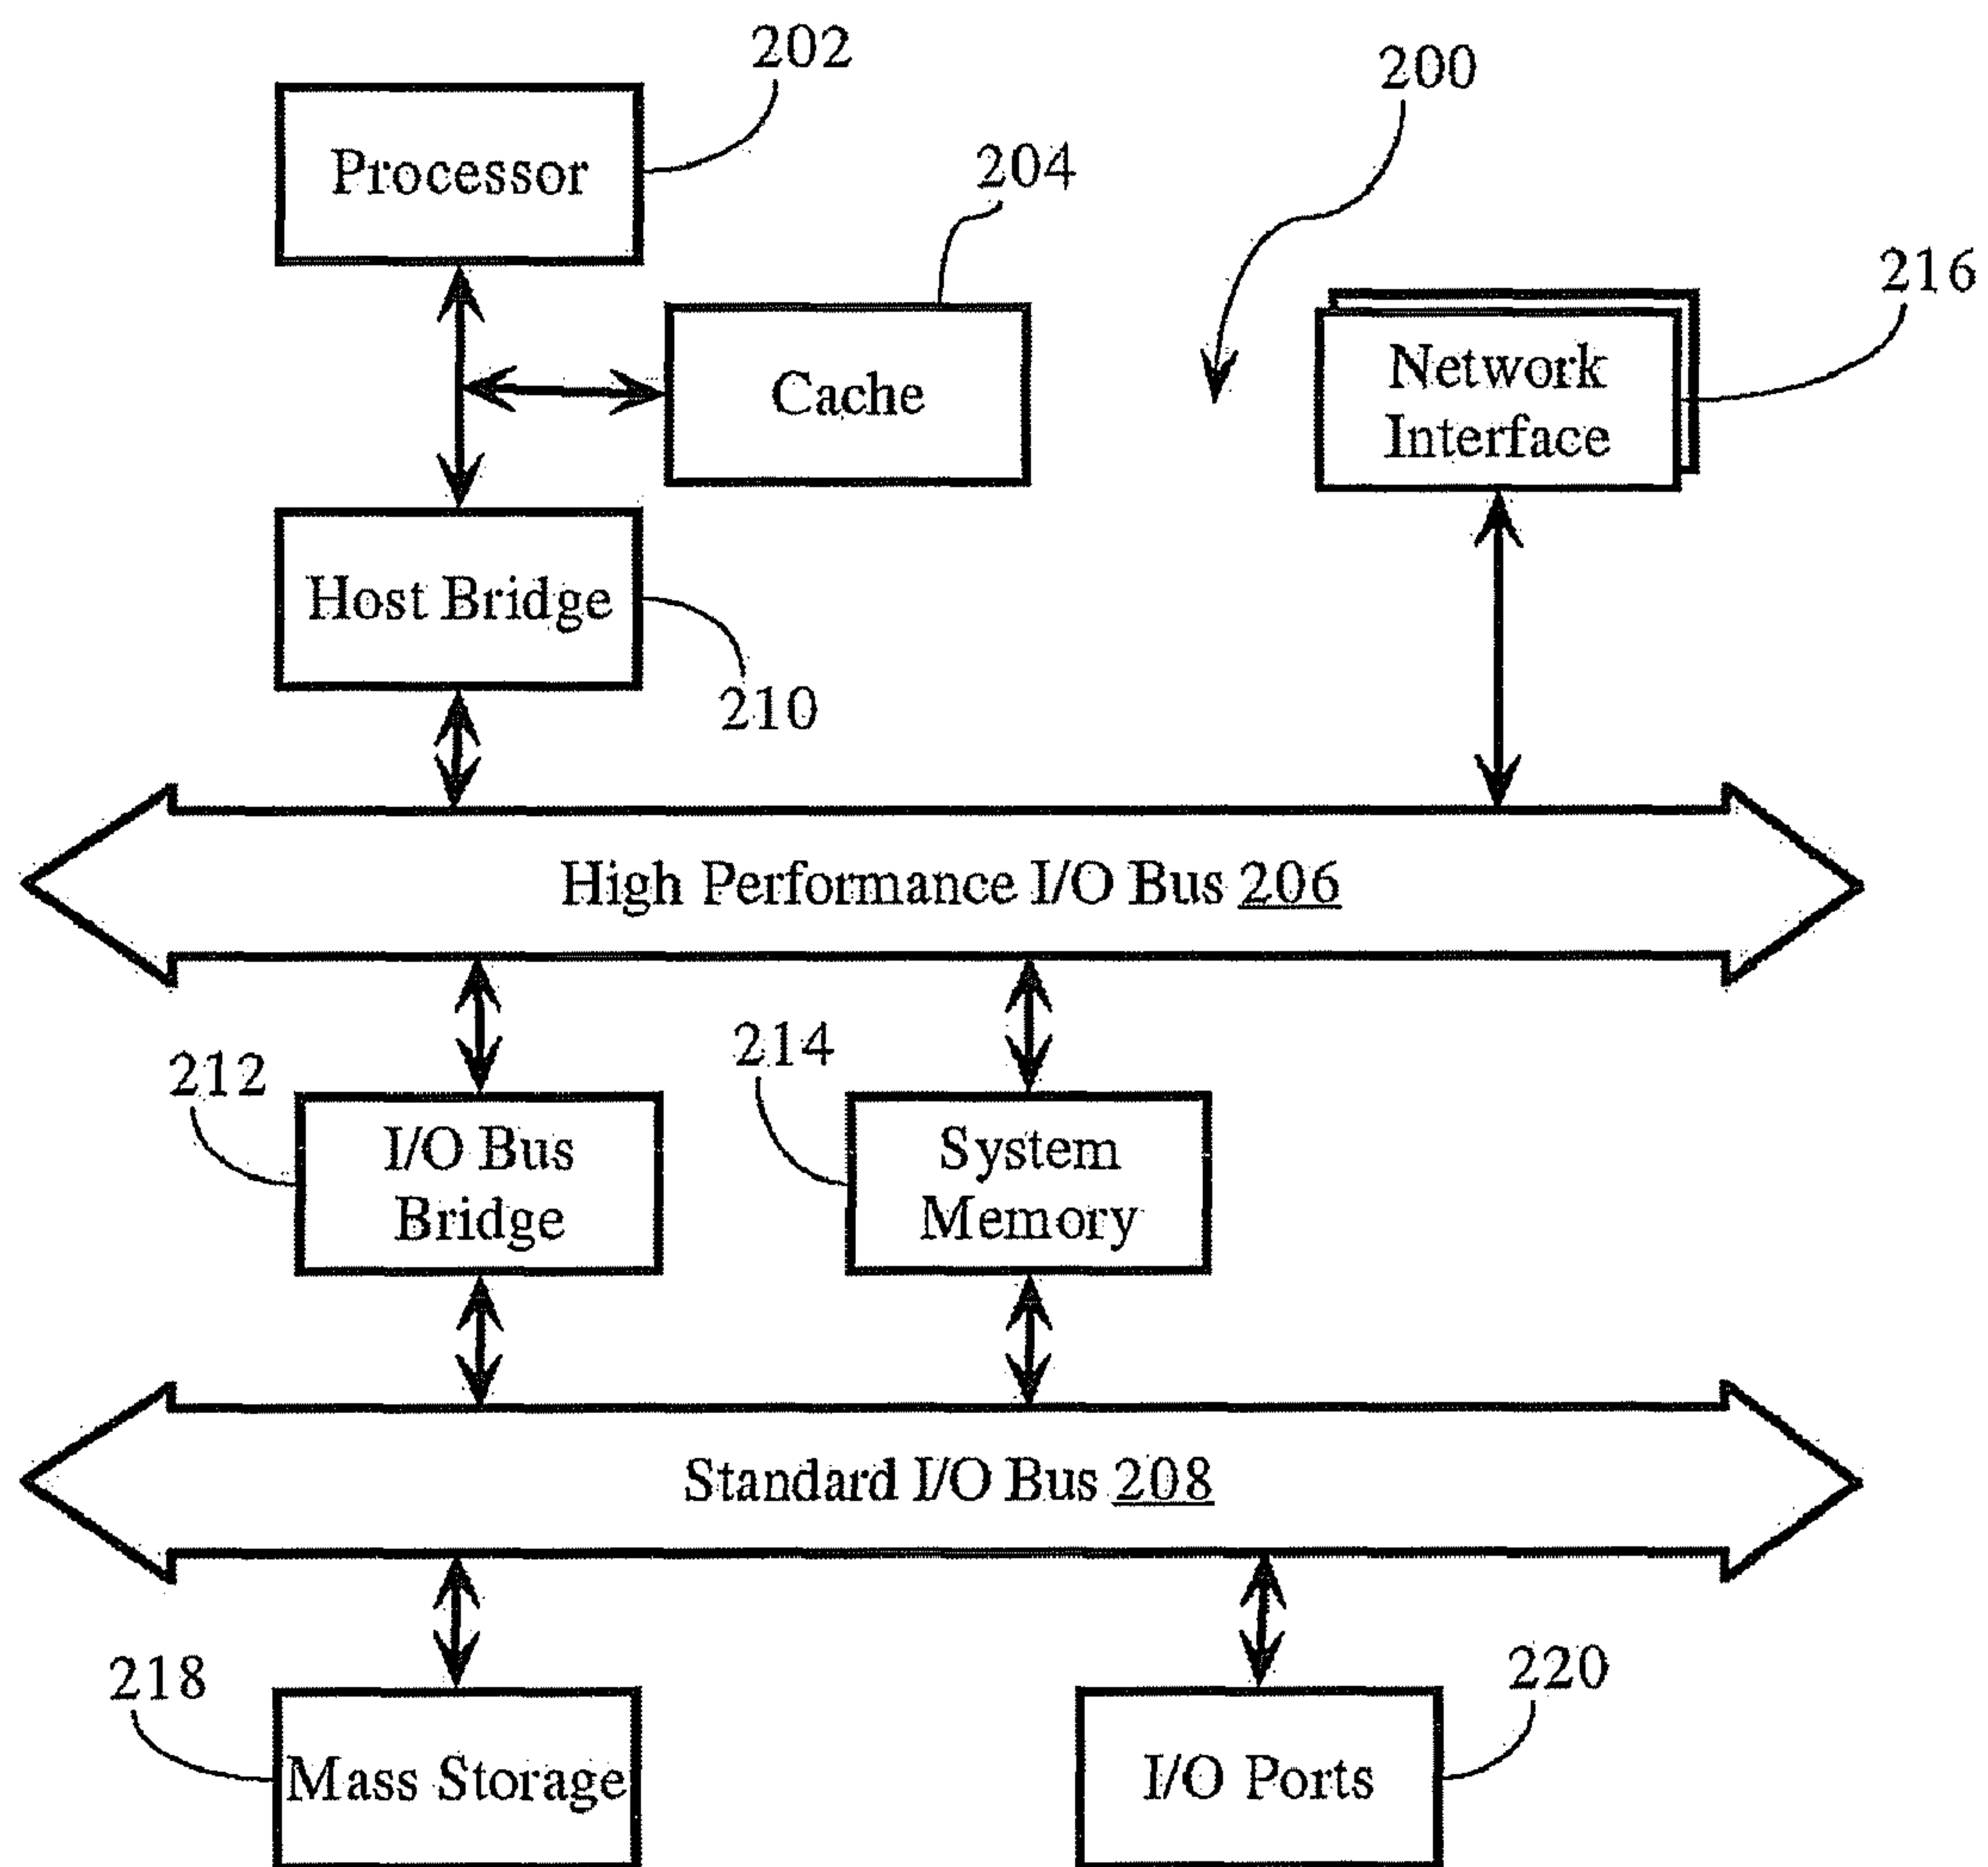 202
200
Processor
204
216
Network
Interface
Cache
Host Bridge
210
High Performance I/O Bus 206
214
212
I/O Bus
Bridge
System
Memory
Standard I/O Bus 208
218
220
Mass Storage
I/O Ports